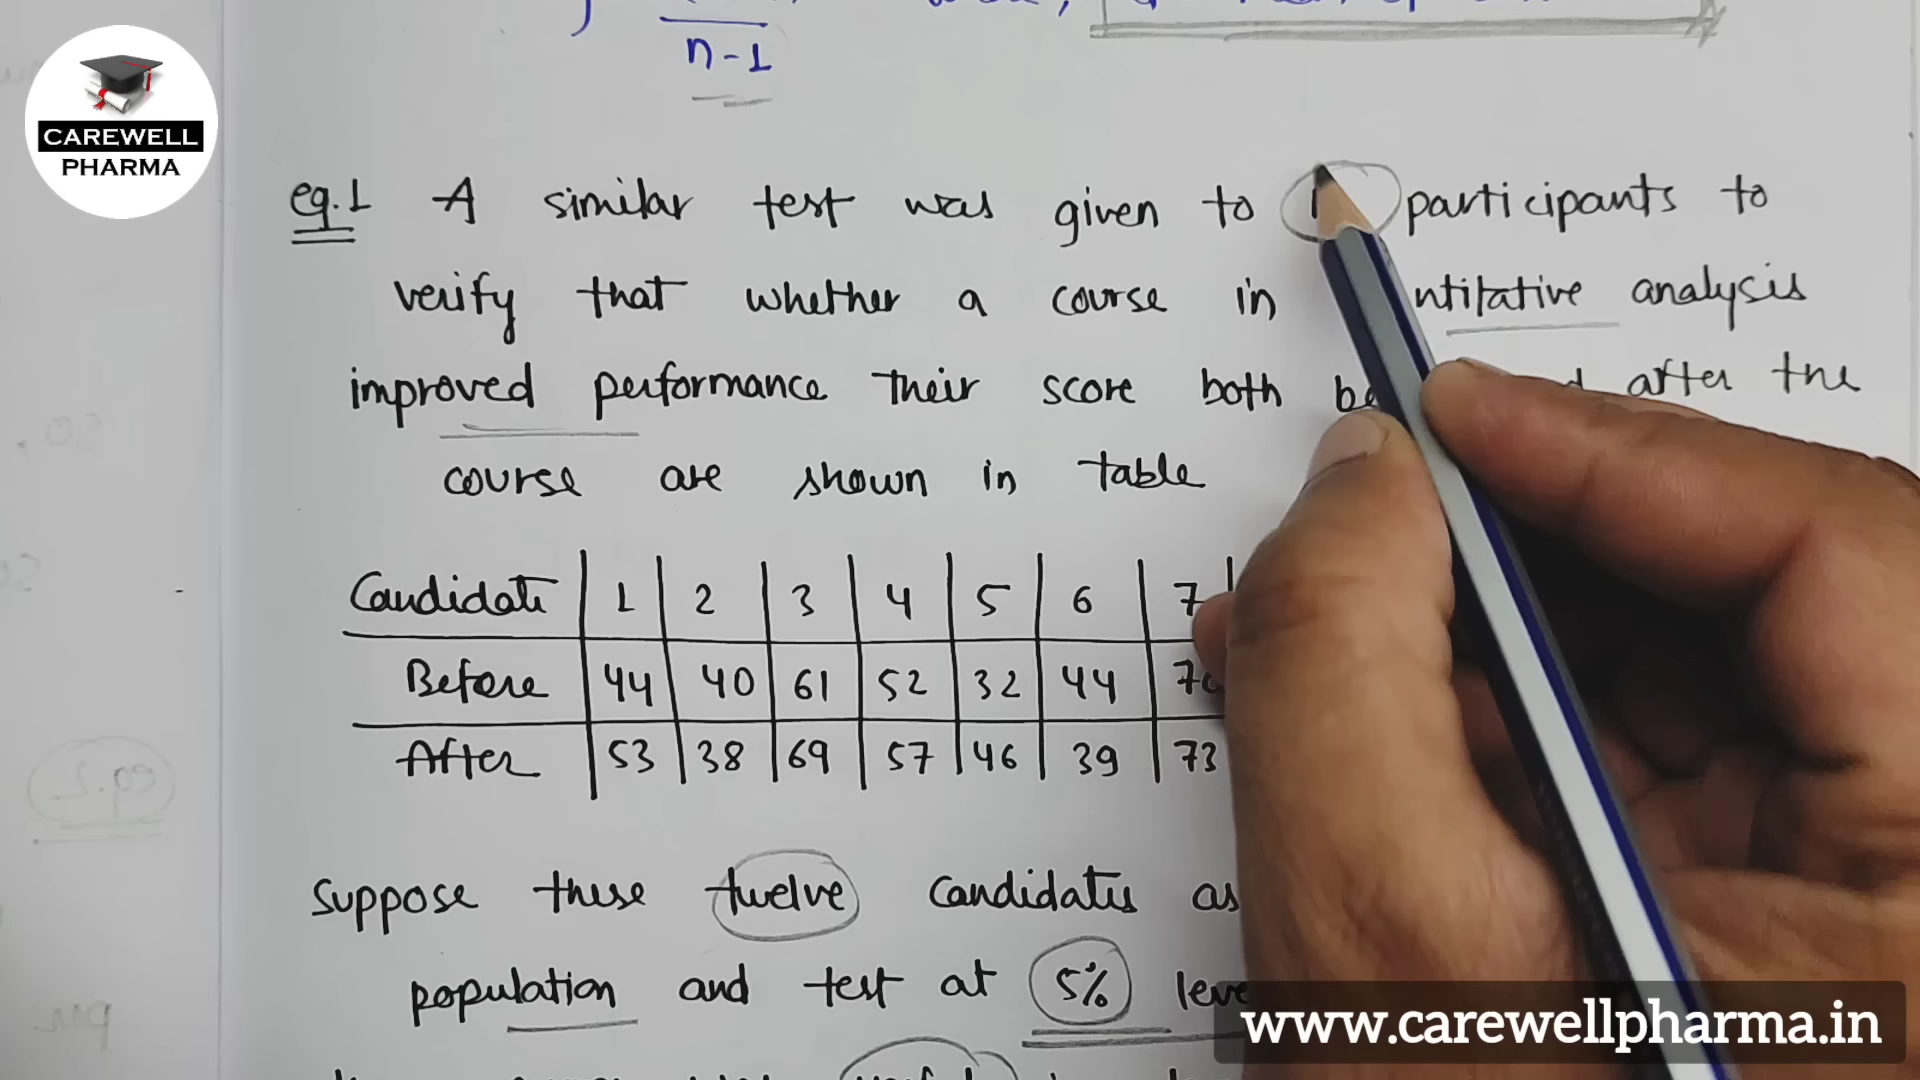 CAREWELL
PHARMA
n-1
eg.1 A similar test was given to participants to
verify that whether a course in analysis
improved performance their score both after the
course are shown in table
Candidate 1 2 3 4 5 6 7
Before 44 40 61 52 32 44
After 53 38 69 57 46 39 73
suppose these twelve candidates as
population and test at 5%
www.carewellpharma.in